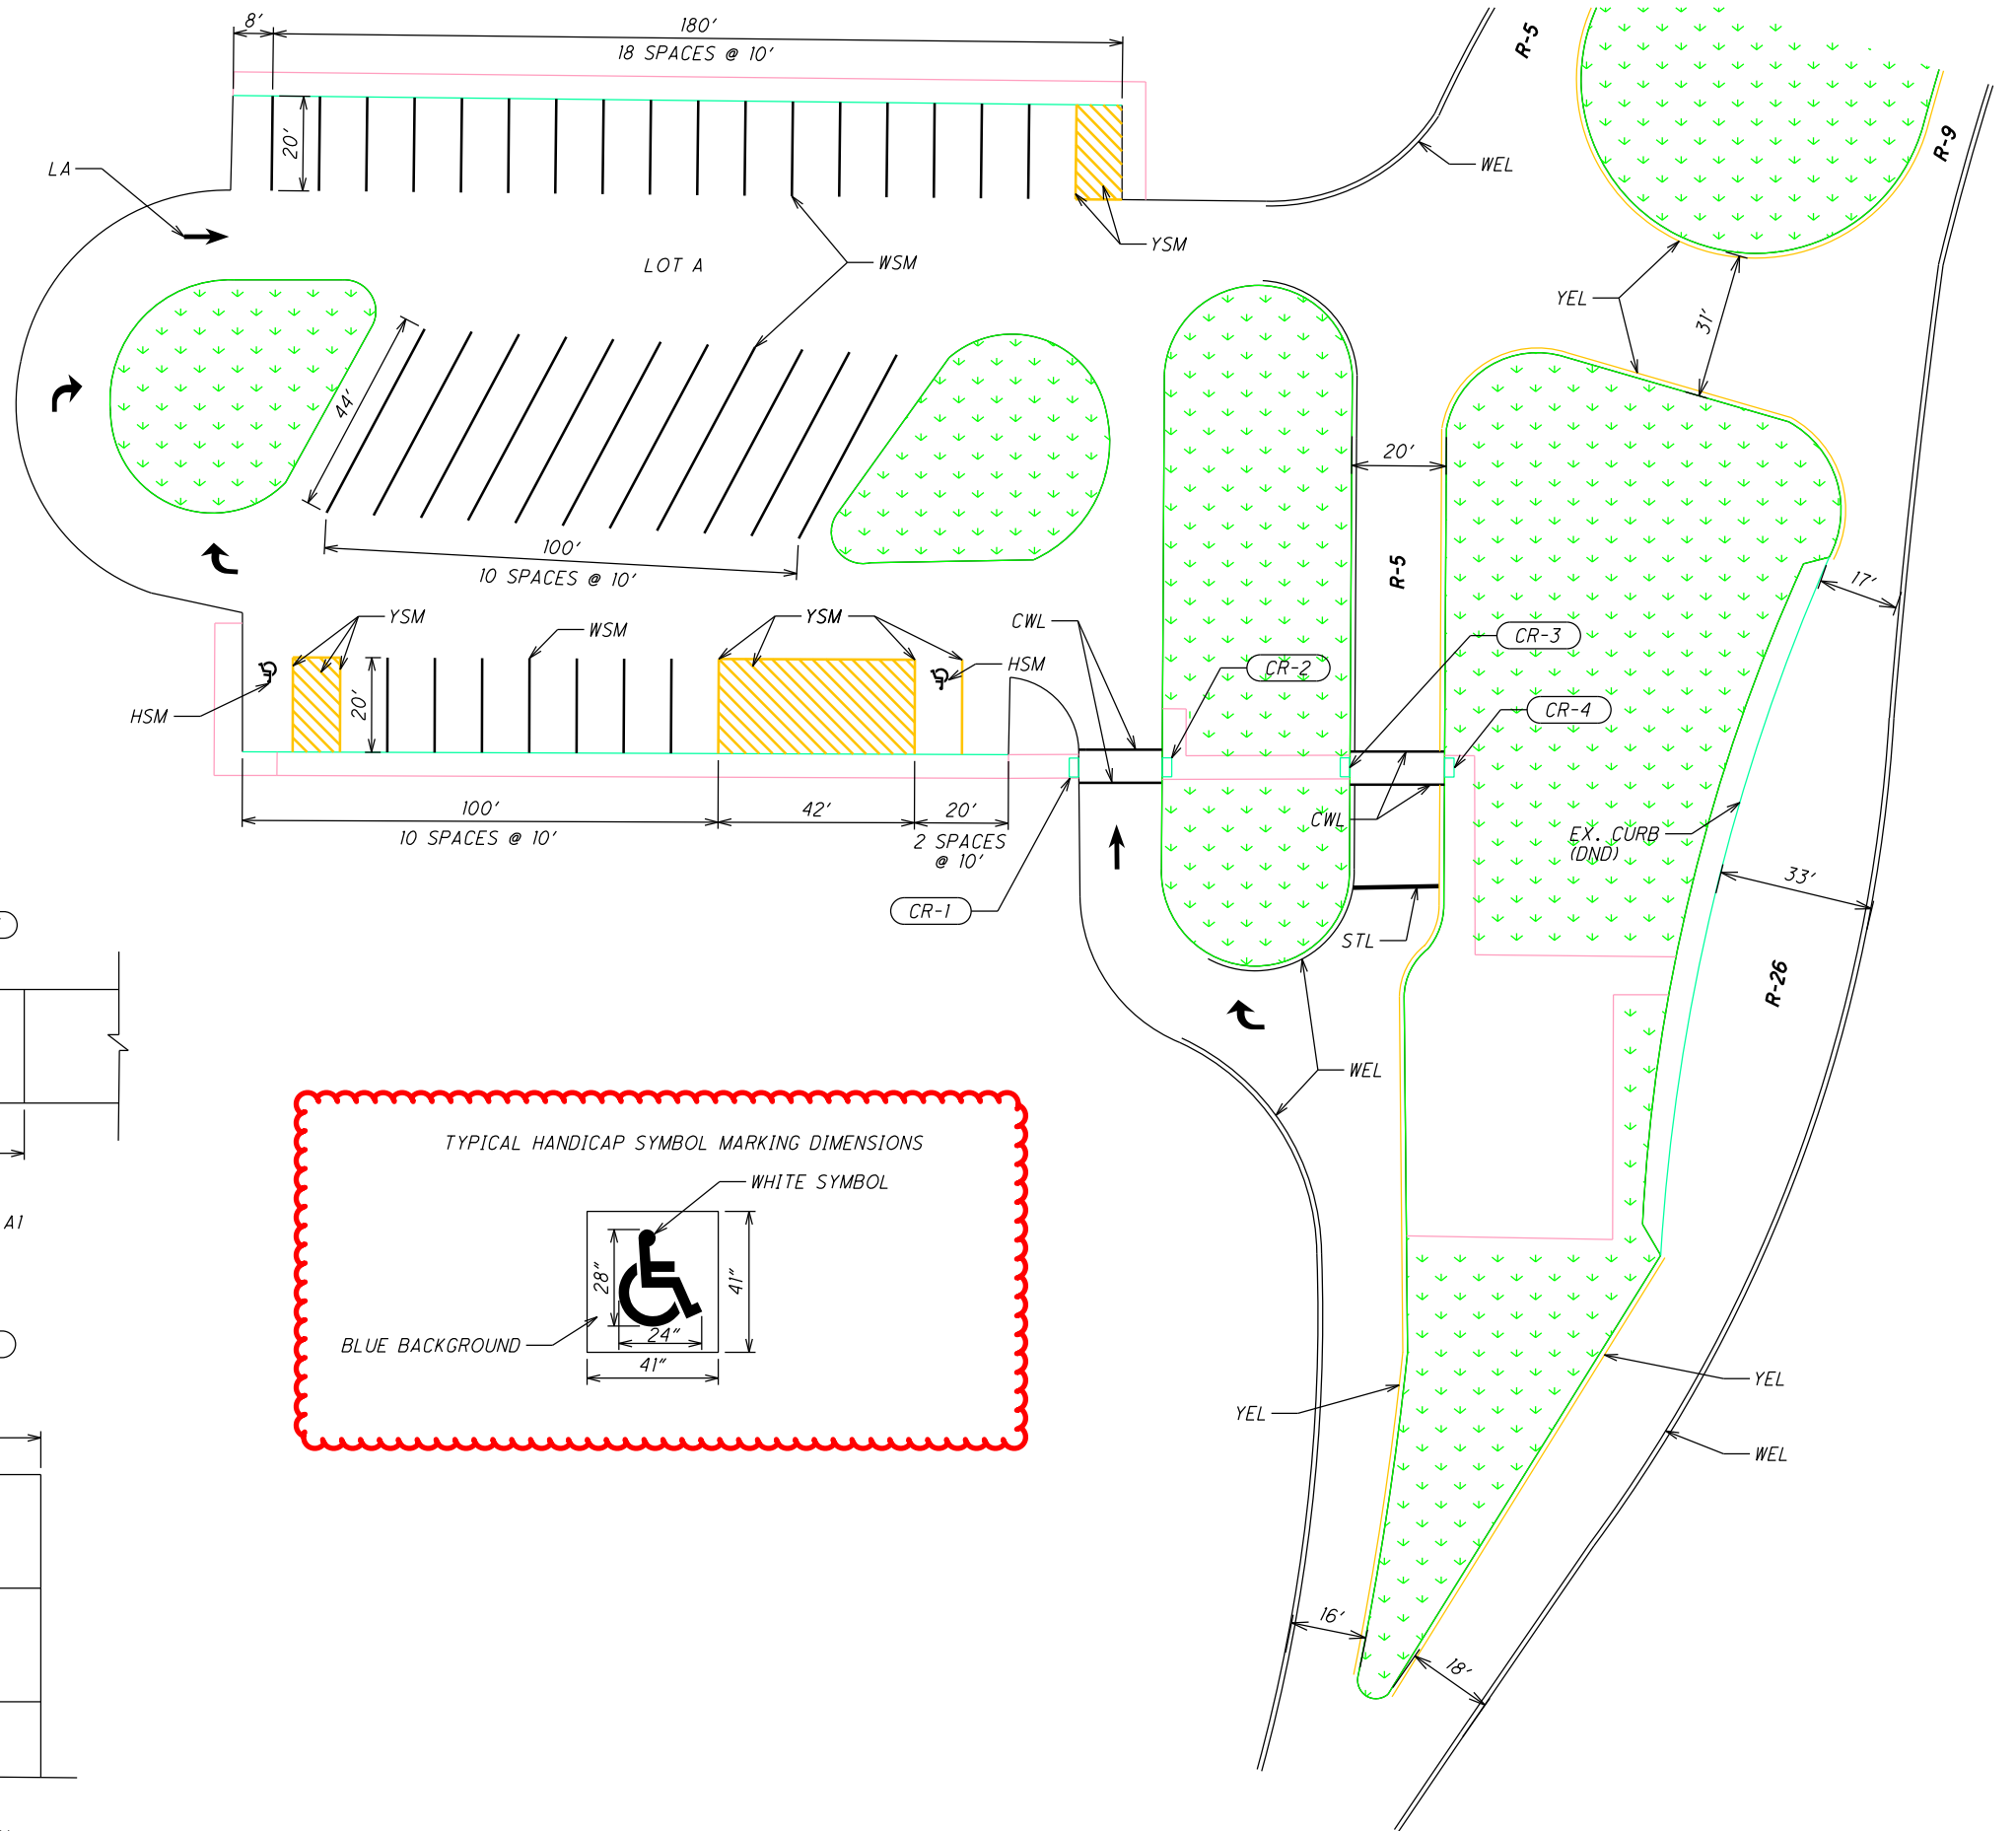 8'
180'
18 SPACES @ 10'
R-5
R-9
20'
LA
WEL
YSM
LOT A
WSM
YEL
31'
44'
20'
100'
10 SPACES @ 10'
R-5
17'
YSM
WSM
YSM
CWL
CR-3
HSM
CR-2
HSM
20'
CR-4
100'
10 SPACES @ 10'
42'
20'
2 SPACES
@ 10'
CWL
EX. CURB
(DND)
33'
CR-1
STL
R-26
WEL
TYPICAL HANDICAP SYMBOL MARKING DIMENSIONS
WHITE SYMBOL
A1
28"
41"
24"
BLUE BACKGROUND
41"
YEL
YEL
WEL
16'
18'